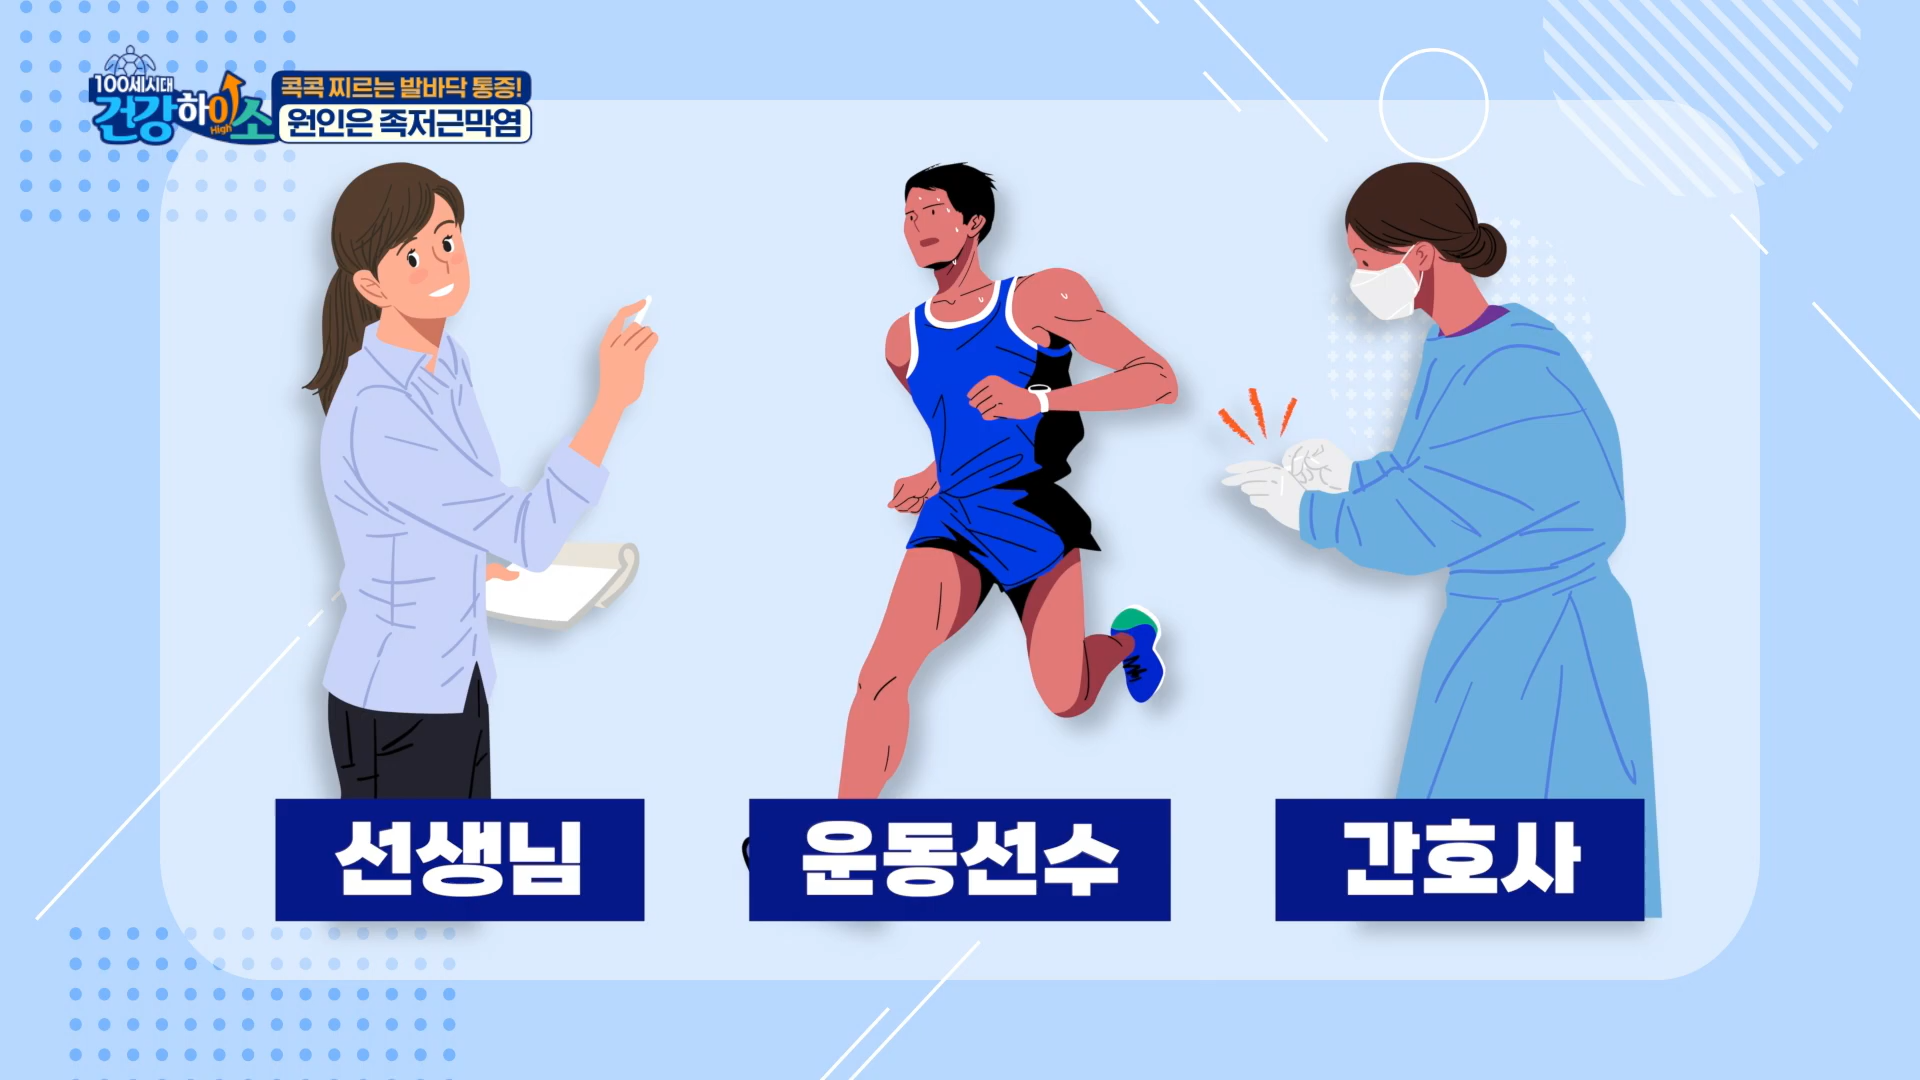 100세시대
건강하이소
High
콕콕 찌르는 발바닥 통증!
원인은 족저근막염
선생님
운동선수
간호사